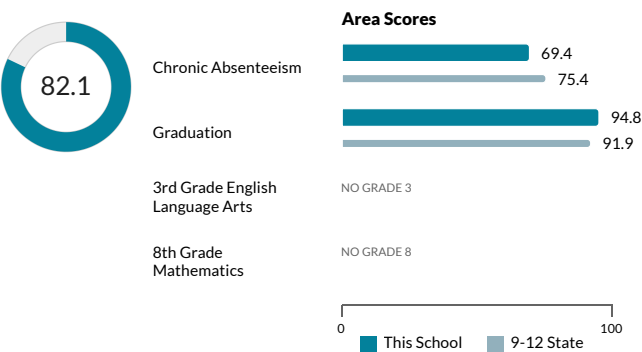 Area Scores
82.1
Chronic Absenteeism
69.4
75.4
Graduation
94.8
91.9
3rd Grade English
Language Arts
NO GRADE 3
8th Grade
Mathematics
NO GRADE 8
0
100
This School
9-12 State